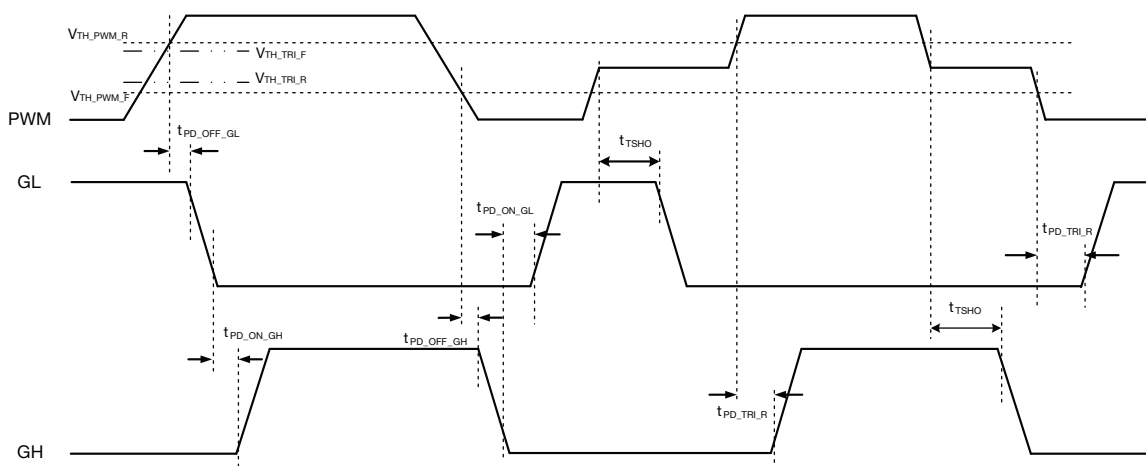 VTH_PWM_R
VTH_TRI_F
VTH_TRI_R
VTH_PWM_F
PWM
tPD_OFF_GL
tTSHO
GL
tPD_ON_GL
tPD_TRI_R
tTSHO
tPD_ON_GH
tPD_OFF_GH
tPD_TRI_R
GH